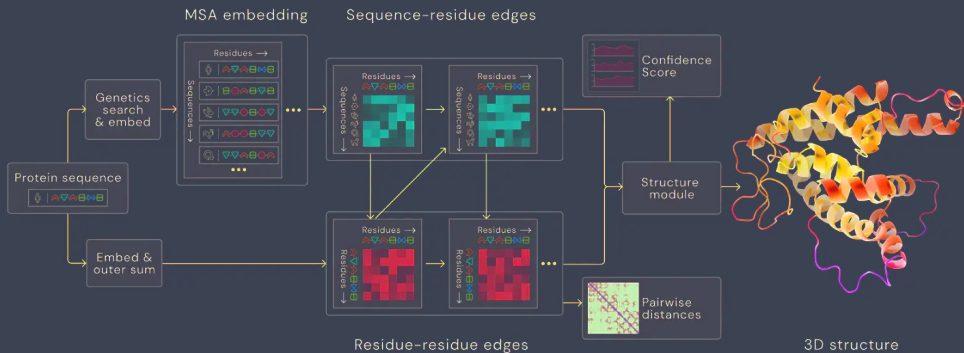 MSA embedding
Sequence-residue edges
Residues →
Sequences →
Genetics
search
& embed
Protein sequence
Embed &
outer sum
Residues →
Sequences →
Residues →
Sequences →
Residues →
Residues →
Residues →
Residues →
Residue-residue edges
Confidence
Score
Structure
module
Pairwise
distances
3D structure